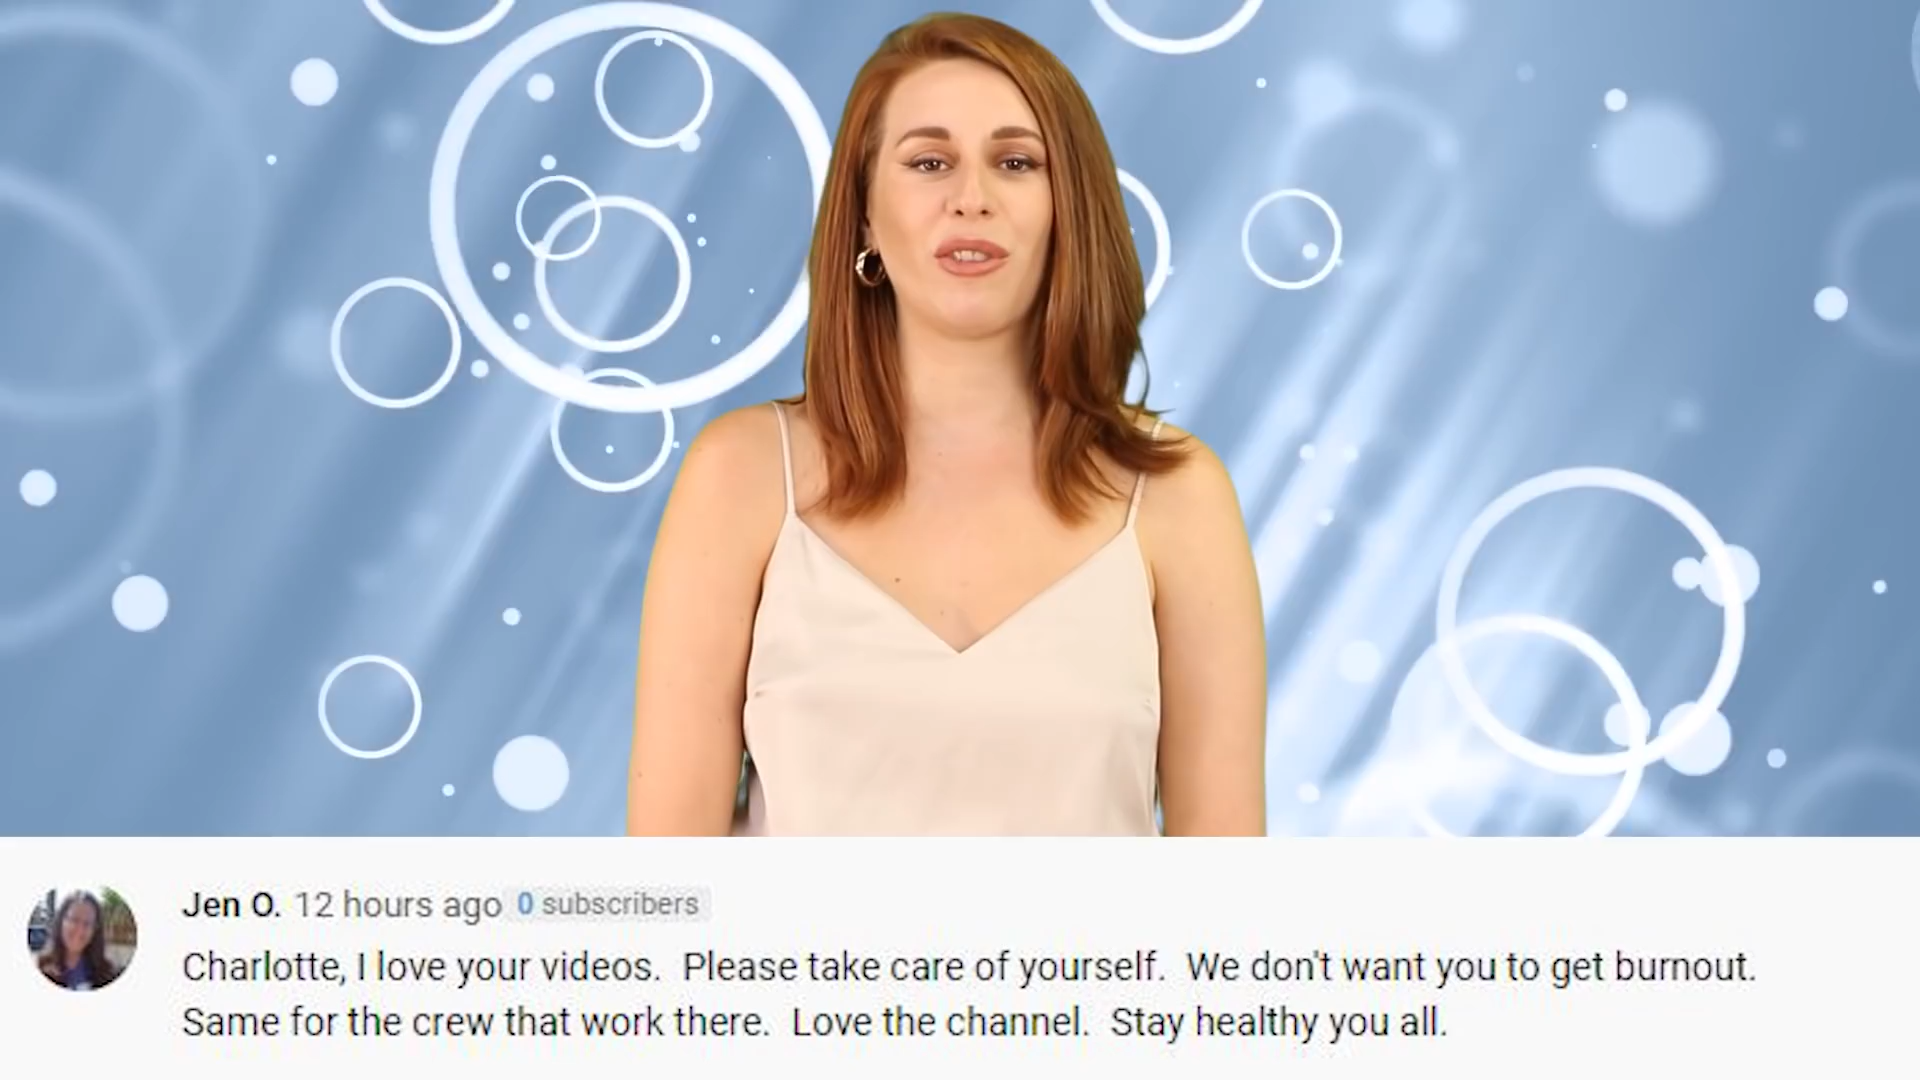 Jen O. 12 hours ago 0 subscribers
Charlotte, I love your videos.  Please take care of yourself.  We don't want you to get burnout.
Same for the crew that work there.  Love the channel.  Stay healthy you all.